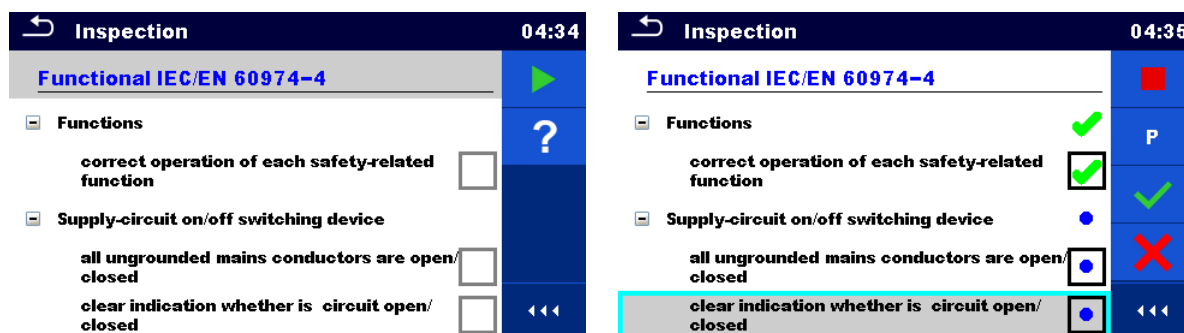 Inspection 04:34
Functional IEC/EN 60974-4
Functions
?
correct operation of each safety-related
function
Supply-circuit on/off switching device
all ungrounded mains conductors are open/
closed
clear indication whether is circuit open/
closed
Inspection 04:35
Functional IEC/EN 60974-4
Functions
P
correct operation of each safety-related
function
Supply-circuit on/off switching device
all ungrounded mains conductors are open/
closed
clear indication whether is circuit open/
closed